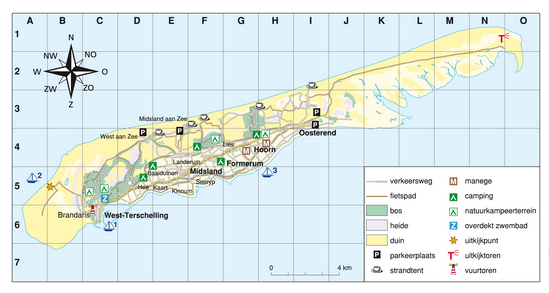 A B C D E F G H I J K L M N O
1
2
3
4
5
6
7
N
NO
O
ZO
Z
ZW
W
NW
T
Midsland aan Zee
West aan Zee
P
P
P
P
Oosterend
Lies
Hoorn
M
M
Formerum
Landerum
Midsland
Baaiduinen
Seeryp
Hee
Kaart
Kinnum
Z
Brandaris
West-Terschelling
1
2
3
verkeersweg
fietspad
bos
heide
duin
P parkeerplaats
strandtent
M manege
camping
natuurkampeerterrein
Z overdekt zwembad
uitkijkpunt
T uitkijktoren
vuurtoren
0 4 km